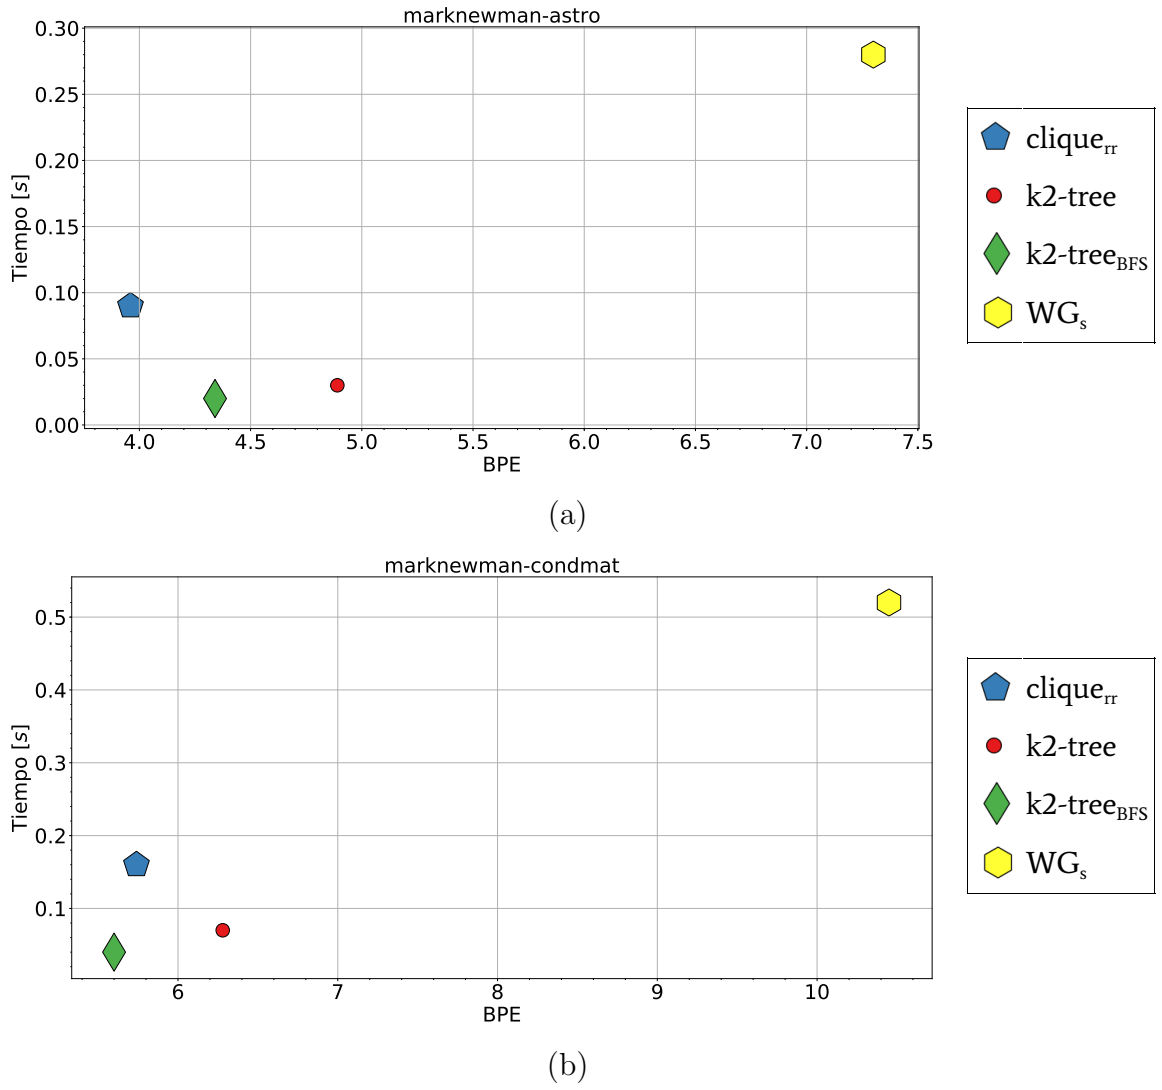 marknewman-astro
0.30
0.25
0.20
0.15
0.10
0.05
0.00
Tiempo [s]
4.0 4.5 5.0 5.5 6.0 6.5 7.0 7.5
BPE
clique_rr
k2-tree
k2-tree_BFS
WG_s
(a)
marknewman-condmat
0.5
0.4
0.3
0.2
0.1
Tiempo [s]
6 7 8 9 10
BPE
clique_rr
k2-tree
k2-tree_BFS
WG_s
(b)